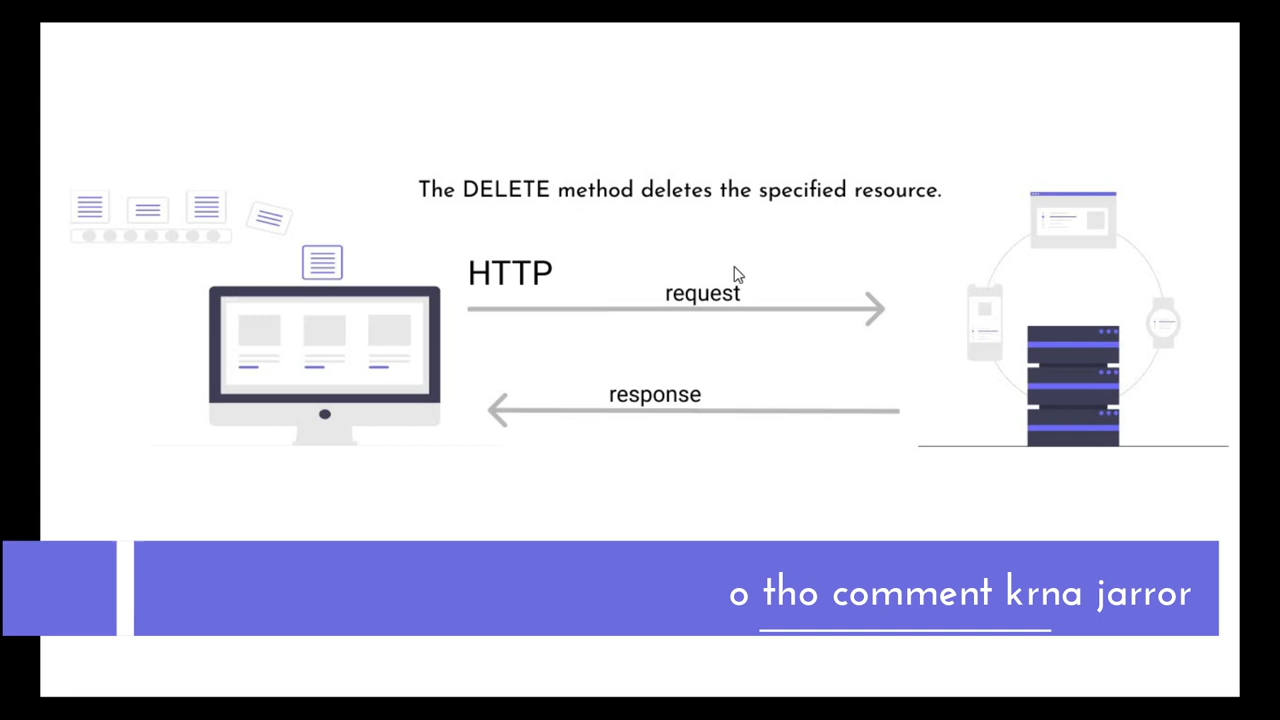 The DELETE method deletes the specified resource.
HTTP
request
response
o tho comment krna jarror